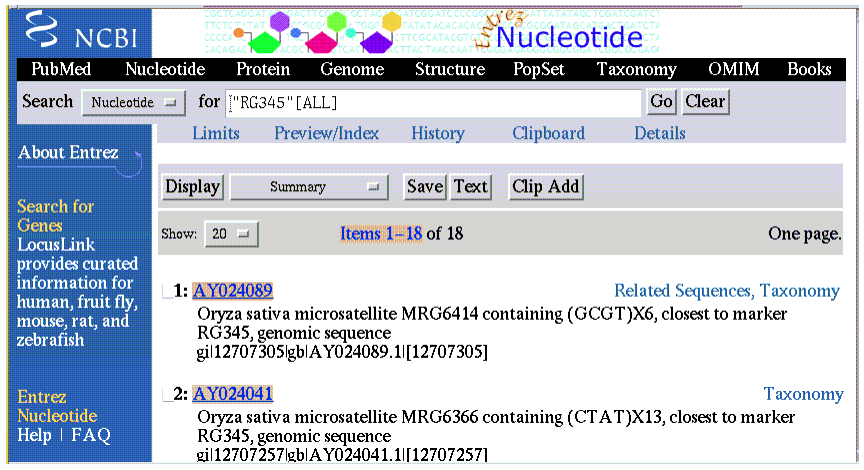 NCBI
Entrez Nucleotide
PubMed Nucleotide Protein Genome Structure PopSet Taxonomy OMIM Books
Search Nucleotide for "RG345"[ALL] Go Clear
Limits Preview/Index History Clipboard Details
About Entrez
Display Summary Save Text Clip Add
Show: 20 Items 1–18 of 18 One page.
Search for
Genes
LocusLink
provides curated
information for
human, fruit fly,
mouse, rat, and
zebrafish
1: AY024089 Related Sequences, Taxonomy
Oryza sativa microsatellite MRG6414 containing (GCGT)X6, closest to marker
RG345, genomic sequence
gi|12707305|gb|AY024089.1|[12707305]
Entrez
Nucleotide
Help | FAQ
2: AY024041 Taxonomy
Oryza sativa microsatellite MRG6366 containing (CTAT)X13, closest to marker
RG345, genomic sequence
gi|12707257|gb|AY024041.1|[12707257]